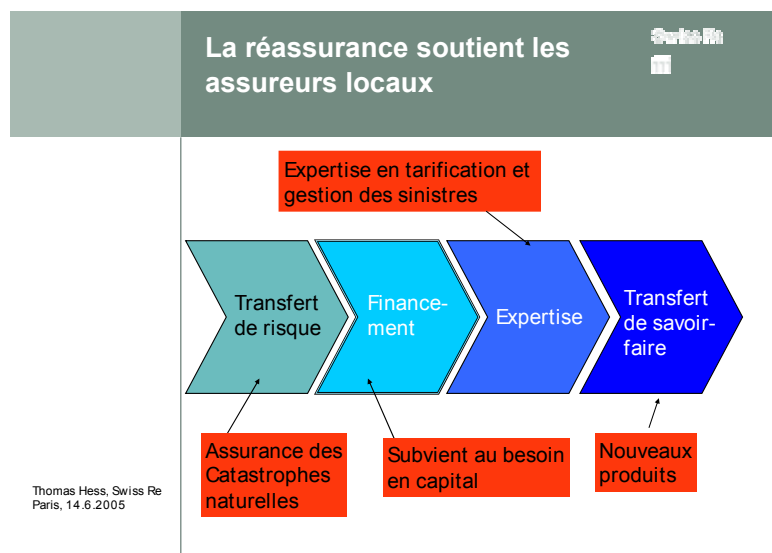 La réassurance soutient les
assureurs locaux
Swiss Re
Expertise en tarification et
gestion des sinistres
Transfert
de risque
Finance-
ment
Expertise
Transfert
de savoir-
faire
Assurance des
Catastrophes
naturelles
Subvient au besoin
en capital
Nouveaux
produits
Thomas Hess, Swiss Re
Paris, 14.6.2005